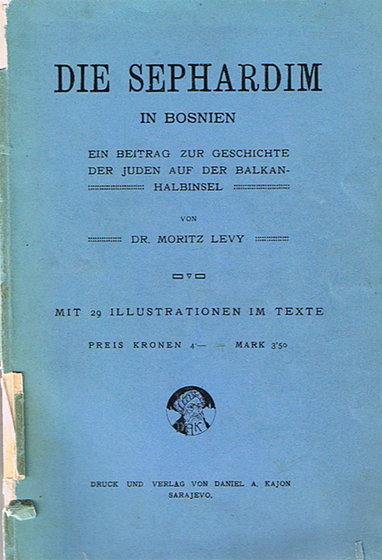 DIE SEPHARDIM
IN BOSNIEN
EIN BEITRAG ZUR GESCHICHTE
DER JUDEN AUF DER BALKAN-
HALBINSEL
VON
DR. MORITZ LEVY
MIT 29 ILLUSTRATIONEN IM TEXTE
PREIS KRONEN 4·— = MARK 3'50
DAK
DRUCK UND VERLAG VON DANIEL A. KAJON
SARAJEVO.